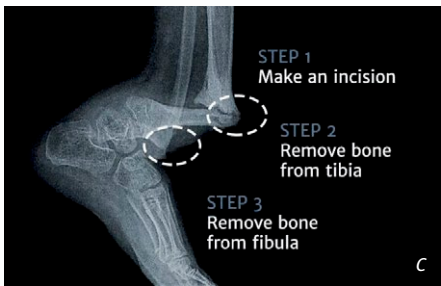 STEP 1
Make an incision
STEP 2
Remove bone
from tibia
STEP 3
Remove bone
from fibula
C